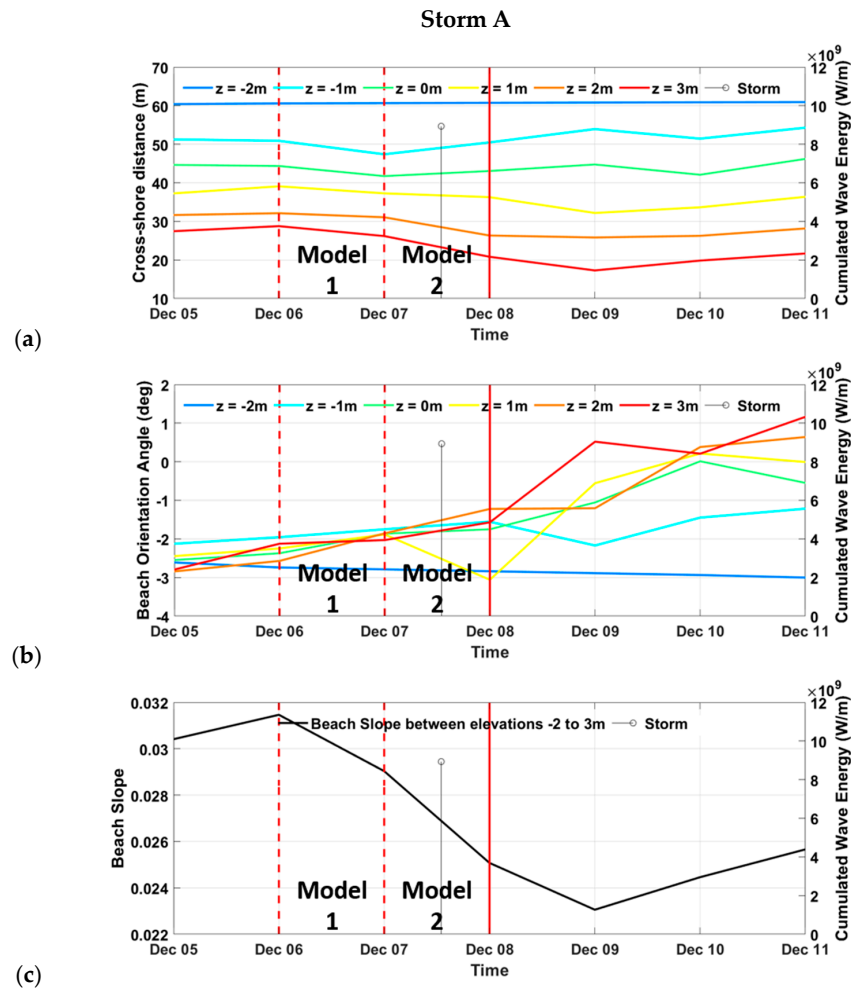 Storm A
×10^9
70 12
z = -2m z = -1m z = 0m z = 1m z = 2m z = 3m Storm
60 10
50 8
40 6
30 4
20 Model Model 2
10 1 2 0
Dec 05 Dec 06 Dec 07 Dec 08 Dec 09 Dec 10 Dec 11
Time
Cross-shore distance (m)
Cumulated Wave Energy (W/m)
(a)
×10^9
2 12
z = -2m z = -1m z = 0m z = 1m z = 2m z = 3m Storm
1 10
0 8
-1 6
-2 4
-3 Model Model 2
-4 1 2 0
Dec 05 Dec 06 Dec 07 Dec 08 Dec 09 Dec 10 Dec 11
Time
Beach Orientation Angle (deg)
Cumulated Wave Energy (W/m)
(b)
×10^9
0.032 12
Beach Slope between elevations -2 to 3m Storm
0.03 10
0.028 8
6
0.026 4
0.024 Model Model 2
0.022 1 2 0
Dec 05 Dec 06 Dec 07 Dec 08 Dec 09 Dec 10 Dec 11
Time
Beach Slope
Cumulated Wave Energy (W/m)
(c)